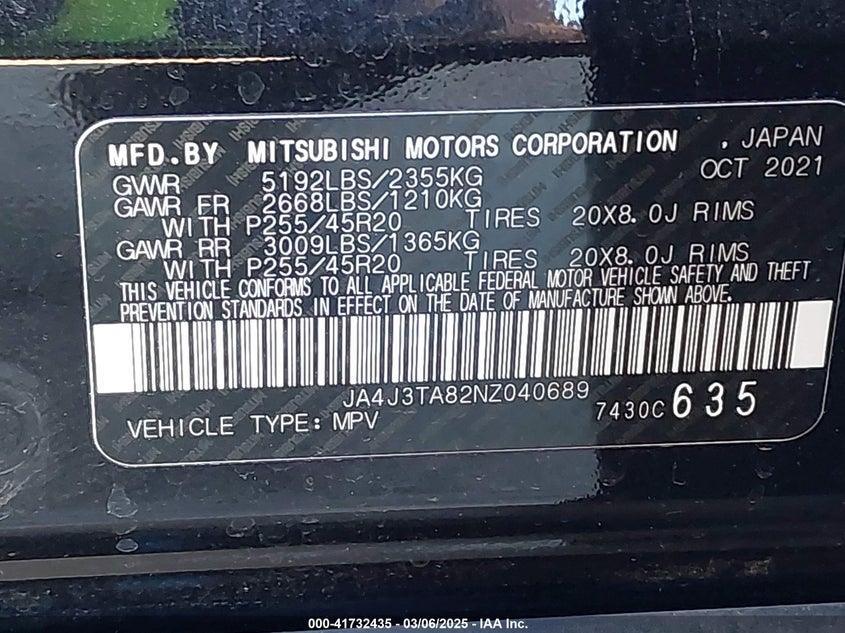 MFD.BY MITSUBISHI MOTORS CORPORATION . JAPAN
OCT 2021
GVWR 5192LBS/2355KG
GAWR FR 2668LBS/1210KG
WITH P255/45R20 TIRES 20X8.0J RIMS
GAWR RR 3009LBS/1365KG
WITH P255/45R20 TIRES 20X8.0J RIMS
THIS VEHICLE CONFORMS TO ALL APPLICABLE FEDERAL MOTOR VEHICLE SAFETY AND THEFT
PREVENTION STANDARDS IN EFFECT ON THE DATE OF MANUFACTURE SHOWN ABOVE.
JA4J3TA82NZ040689
7430C 635
VEHICLE TYPE: MPV
000-41732435 - 03/06/2025 - IAA Inc.